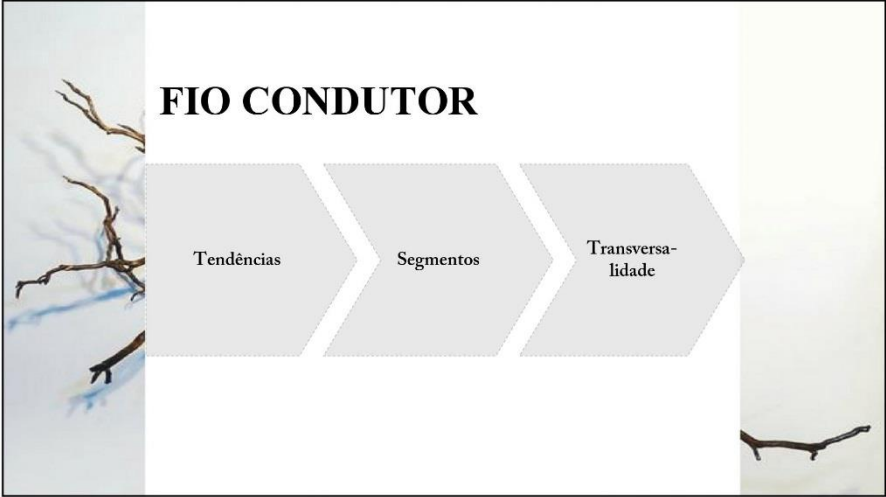 FIO CONDUTOR
Tendências
Segmentos
Transversa-
lidade